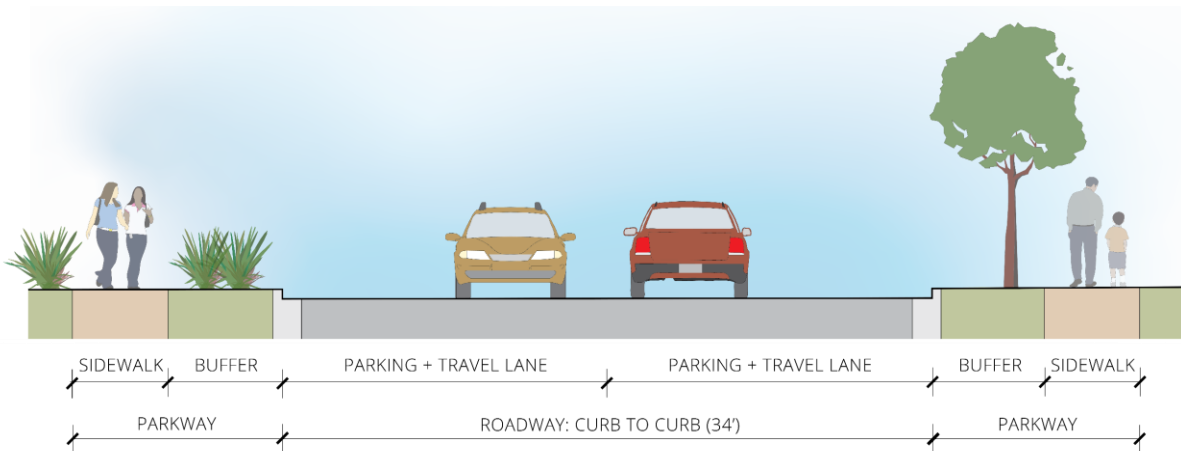 SIDEWALK BUFFER PARKING + TRAVEL LANE PARKING + TRAVEL LANE BUFFER SIDEWALK
PARKWAY ROADWAY: CURB TO CURB (34') PARKWAY